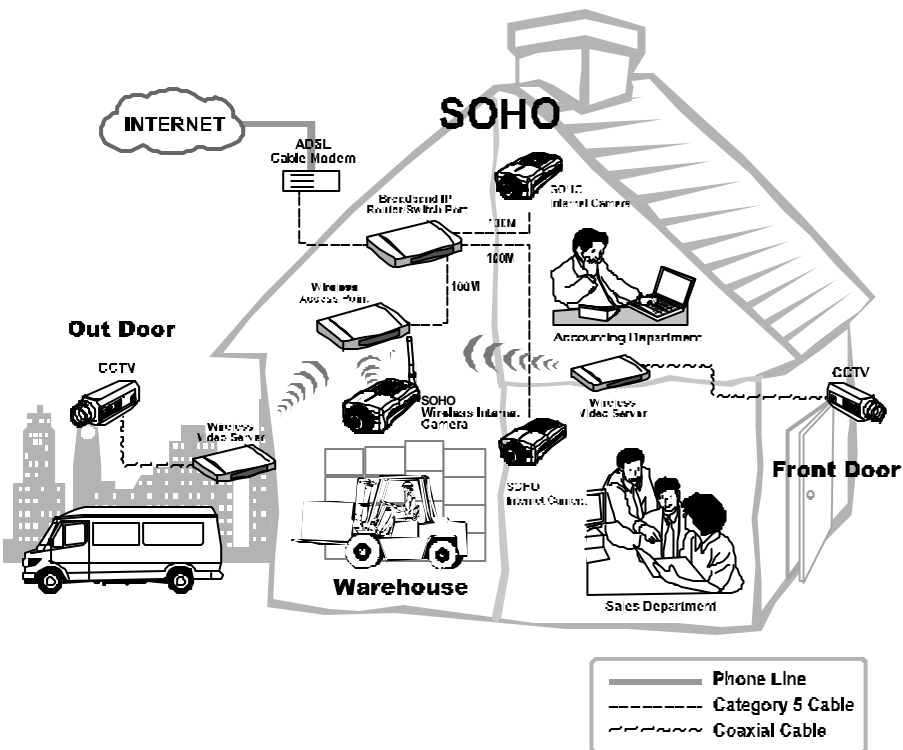 SOHO
INTERNET
ADSL
Cable Modem
SOHO
Internet Camera
Broadband IP
Router/Switch Port
100M
100M
100M
Wireless
Access Point
Out Door
Accounting Department
CCTV
CCTV
SOHO
Wireless Internet
Camera
Wireless
Video Server
Wireless
Video Server
Front Door
SOHO
Internet Camera
Warehouse
Sales Department
Phone Line
Category 5 Cable
Coaxial Cable